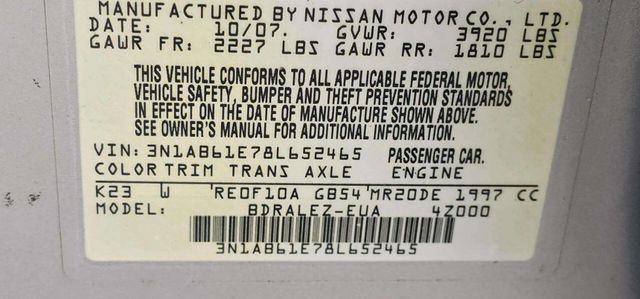 MANUFACTURED BY NISSAN MOTOR CO., LTD.
DATE: 10/07. GVWR: 3920 LBS
GAWR FR: 2227 LBS GAWR RR: 1810 LBS
THIS VEHICLE CONFORMS TO ALL APPLICABLE FEDERAL MOTOR
VEHICLE SAFETY, BUMPER AND THEFT PREVENTION STANDARDS
IN EFFECT ON THE DATE OF MANUFACTURE SHOWN ABOVE.
SEE OWNER'S MANUAL FOR ADDITIONAL INFORMATION.
VIN: 3N1AB61E78L652465 PASSENGER CAR.
COLOR TRIM TRANS AXLE ENGINE
K23 W RE0F10A GB54 MR20DE 1997 CC
MODEL: BDRALEZ-EUA 4Z000
3N1AB61E78L652465